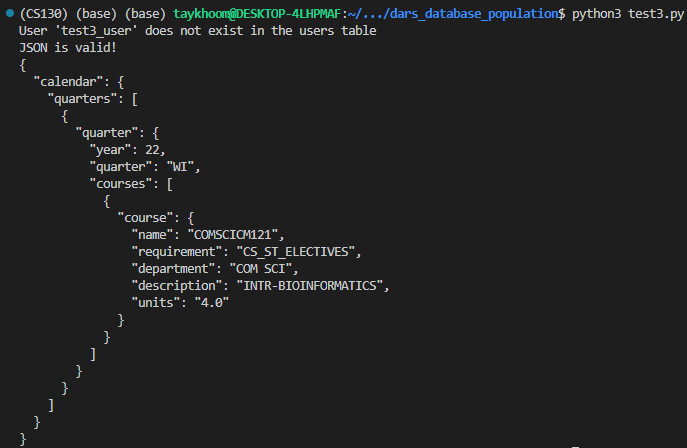 (CS130) (base) (base) taykhoom@DESKTOP-4LHPMAF:~/.../dars_database_population$ python3 test3.py
User 'test3_user' does not exist in the users table
JSON is valid!
{
  "calendar": {
    "quarters": [
      {
        "quarter": {
          "year": 22,
          "quarter": "WI",
          "courses": [
            {
              "course": {
                "name": "COMSCICM121",
                "requirement": "CS_ST_ELECTIVES",
                "department": "COM SCI",
                "description": "INTR-BIOINFORMATICS",
                "units": "4.0"
              }
            }
          ]
        }
      }
    ]
  }
}